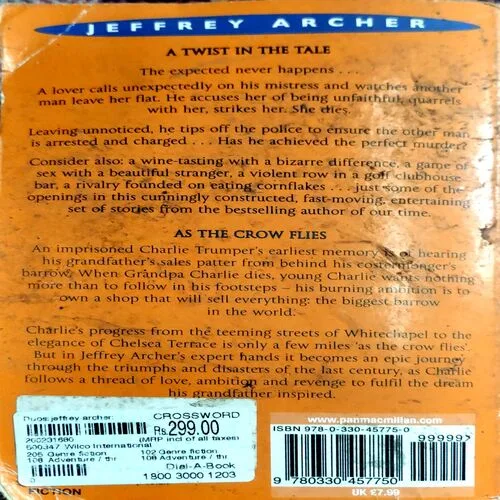 JEFFREY ARCHER
A TWIST IN THE TALE
The expected never happens . . .
A lover calls unexpectedly on his mistress and watches another
man leave her flat. He accuses her of being unfaithful, quarrels
with her, strikes her. She dies.
Leaving unnoticed, he tips off the police to ensure the other man
is arrested and charged . . . Has he achieved the perfect murder?
Consider also: a wine-tasting with a bizarre difference, a game of
sex with a beautiful stranger, a violent row in a golf clubhouse
bar, a rivalry founded on eating cornflakes . . . just some of the
openings in this cunningly constructed, fast-moving, entertaining
set of stories from the bestselling author of our time.
AS THE CROW FLIES
An imprisoned Charlie Trumper's earliest memory is of hearing
his grandfather's sales patter from behind his costermonger's
barrow. When Grandpa Charlie dies, young Charlie wants nothing
more than to follow in his footsteps – his burning ambition is to
own a shop that will sell everything: the biggest barrow
in the world.
Charlie's progress from the teeming streets of Whitechapel to the
elegance of Chelsea Terrace is only a few miles 'as the crow flies'.
But in Jeffrey Archer's expert hands it becomes an epic journey
through the triumphs and disasters of the last century, as Charlie
follows a thread of love, ambition and revenge to fulfil the dream
his grandfather inspired.
Duos:jeffrey archer: CROSSWORD
Rs.299.00
200231680 (MRP incl of all taxes)
600347 Wilco International
205 Genre fiction 102 Genre fiction
108 Adventure / thr 108 Adventure / thr
Dial-A-Book
1800 3000 1203
FICTION
www.panmacmillan.com
ISBN 978-0-330-45775-0
99999
9 780330 457750
UK £7.99